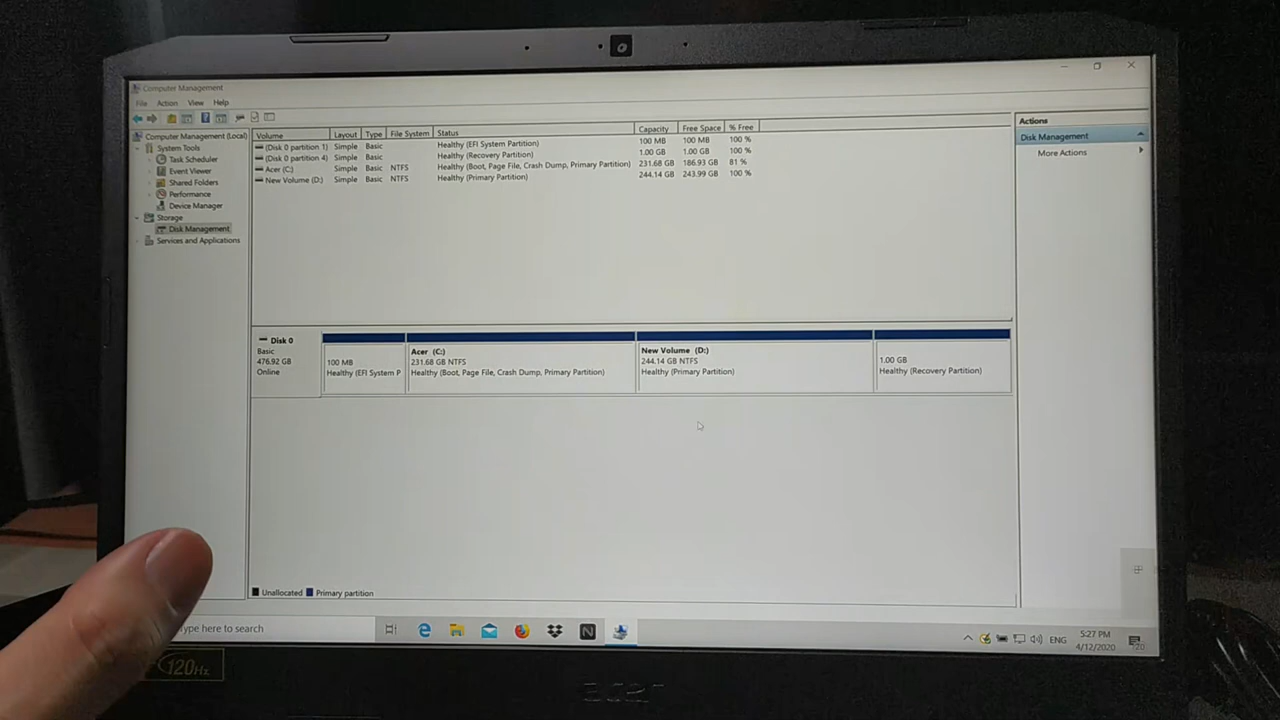 Computer Management
File Action View Help
Computer Management (Local)
System Tools
Task Scheduler
Event Viewer
Shared Folders
Performance
Device Manager
Storage
Disk Management
Services and Applications
Volume Layout Type File System Status Capacity Free Space % Free
(Disk 0 partition 1) Simple Basic Healthy (EFI System Partition) 100 MB 100 MB 100 %
(Disk 0 partition 4) Simple Basic Healthy (Recovery Partition) 1.00 GB 1.00 GB 100 %
Acer (C:) Simple Basic NTFS Healthy (Boot, Page File, Crash Dump, Primary Partition) 231.68 GB 186.93 GB 81 %
New Volume (D:) Simple Basic NTFS Healthy (Primary Partition) 244.14 GB 243.99 GB 100 %
Actions
Disk Management
More Actions
Disk 0
Basic
476.92 GB
Online
100 MB
Healthy (EFI System P
Acer (C:)
231.68 GB NTFS
Healthy (Boot, Page File, Crash Dump, Primary Partition)
New Volume (D:)
244.14 GB NTFS
Healthy (Primary Partition)
1.00 GB
Healthy (Recovery Partition)
Unallocated Primary partition
ype here to search
N
ENG
5:27 PM
4/12/2020
20
120Hz
acer